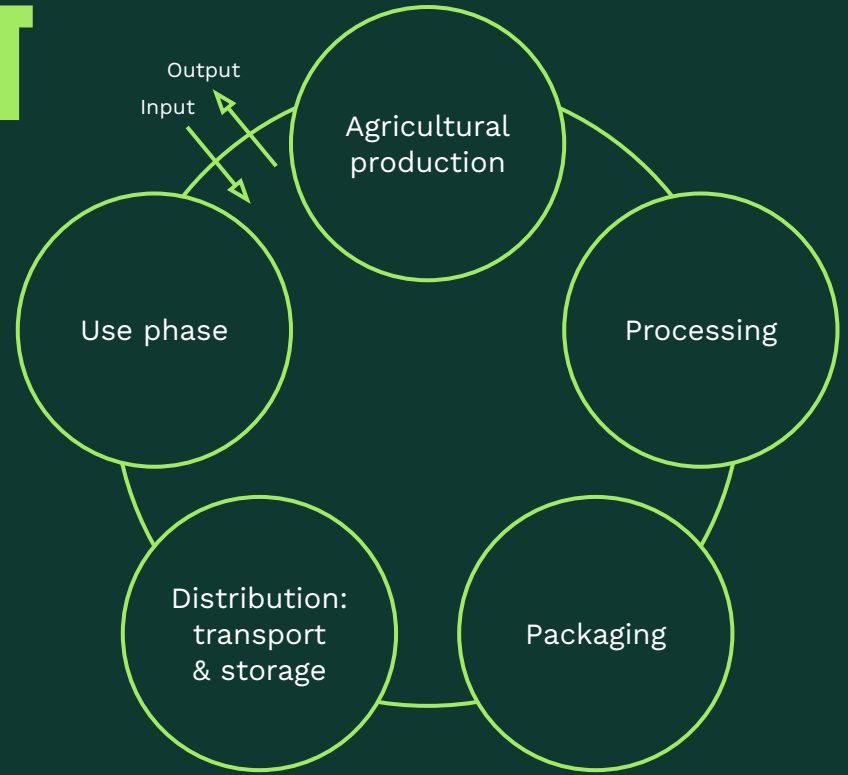 T
Output
Input
Agricultural
production
Use phase
Processing
Distribution:
transport
& storage
Packaging